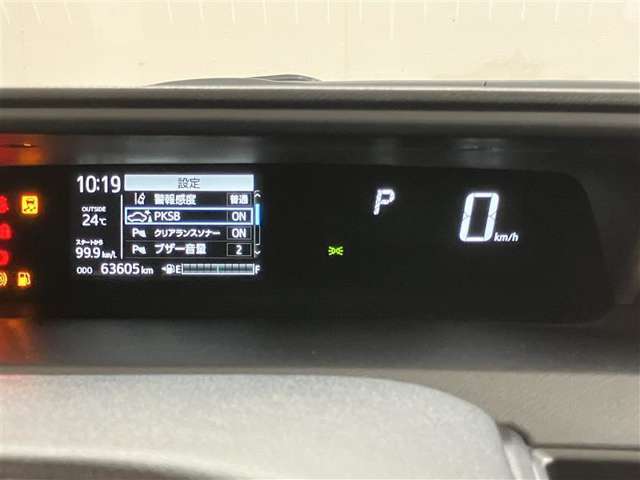 10:19 設定
警報感度 普通
OUTSIDE
24℃
PKSB ON
クリアランスソナー ON
スタートから
99.9km/L
ブザー音量 2
ODO 63605km E F
P
0 km/h